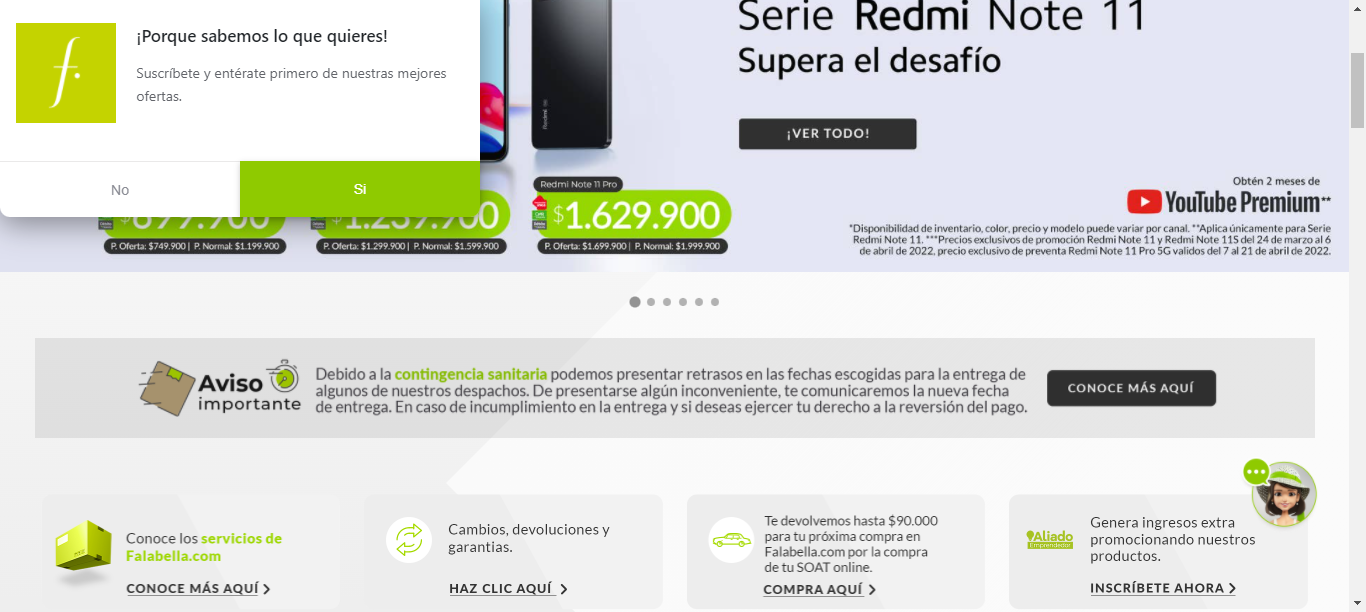 ¡Porque sabemos lo que quieres!
Suscríbete y entérate primero de nuestras mejores
ofertas.
No
Si
Serie Redmi Note 11
Supera el desafío
¡VER TODO!
Redmi
Redmi Note 11 Pro
$699.900
$1.239.900
$1.629.900
P. Oferta: $749.900 | P. Normal: $1.199.900
P. Oferta: $1.299.900 | P. Normal: $1.599.900
P. Oferta: $1.699.900 | P. Normal: $1.999.900
Obtén 2 meses de
YouTube Premium**
*Disponibilidad de inventario, color, precio y modelo puede variar por canal. **Aplica únicamente para Serie
Redmi Note 11. ***Precios exclusivos de promoción Redmi Note 11 y Redmi Note 11S del 24 de marzo al 6
de abril de 2022, precio exclusivo de preventa Redmi Note 11 Pro 5G validos del 7 al 21 de abril de 2022.
Aviso
importante
Debido a la contingencia sanitaria podemos presentar retrasos en las fechas escogidas para la entrega de
algunos de nuestros despachos. De presentarse algún inconveniente, te comunicaremos la nueva fecha
de entrega. En caso de incumplimiento en la entrega y si deseas ejercer tu derecho a la reversión del pago.
CONOCE MÁS AQUÍ
Conoce los servicios de
Falabella.com
CONOCE MÁS AQUÍ
Cambios, devoluciones y
garantias.
HAZ CLIC AQUÍ
Te devolvemos hasta $90.000
para tu próxima compra en
Falabella.com por la compra
de tu SOAT online.
COMPRA AQUÍ
Aliado
Emprendedor
Genera ingresos extra
promocionando nuestros
productos.
INSCRÍBETE AHORA